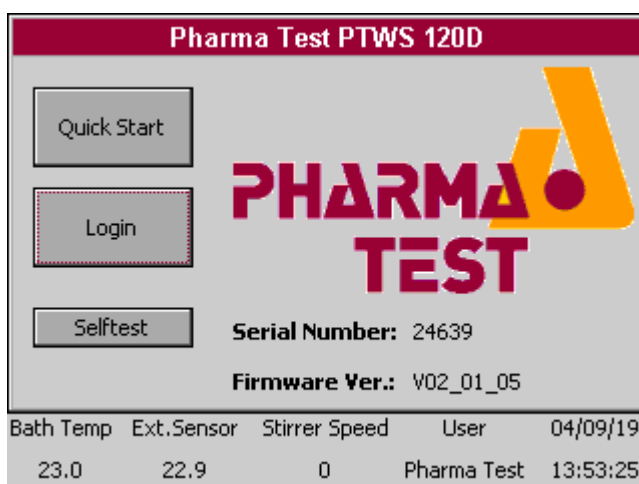 Pharma Test PTWS 120D
Quick Start
Login
PHARMA
TEST
Selftest
Serial Number: 24639
Firmware Ver.: V02_01_05
Bath Temp Ext.Sensor Stirrer Speed User 04/09/19
23.0 22.9 0 Pharma Test 13:53:25